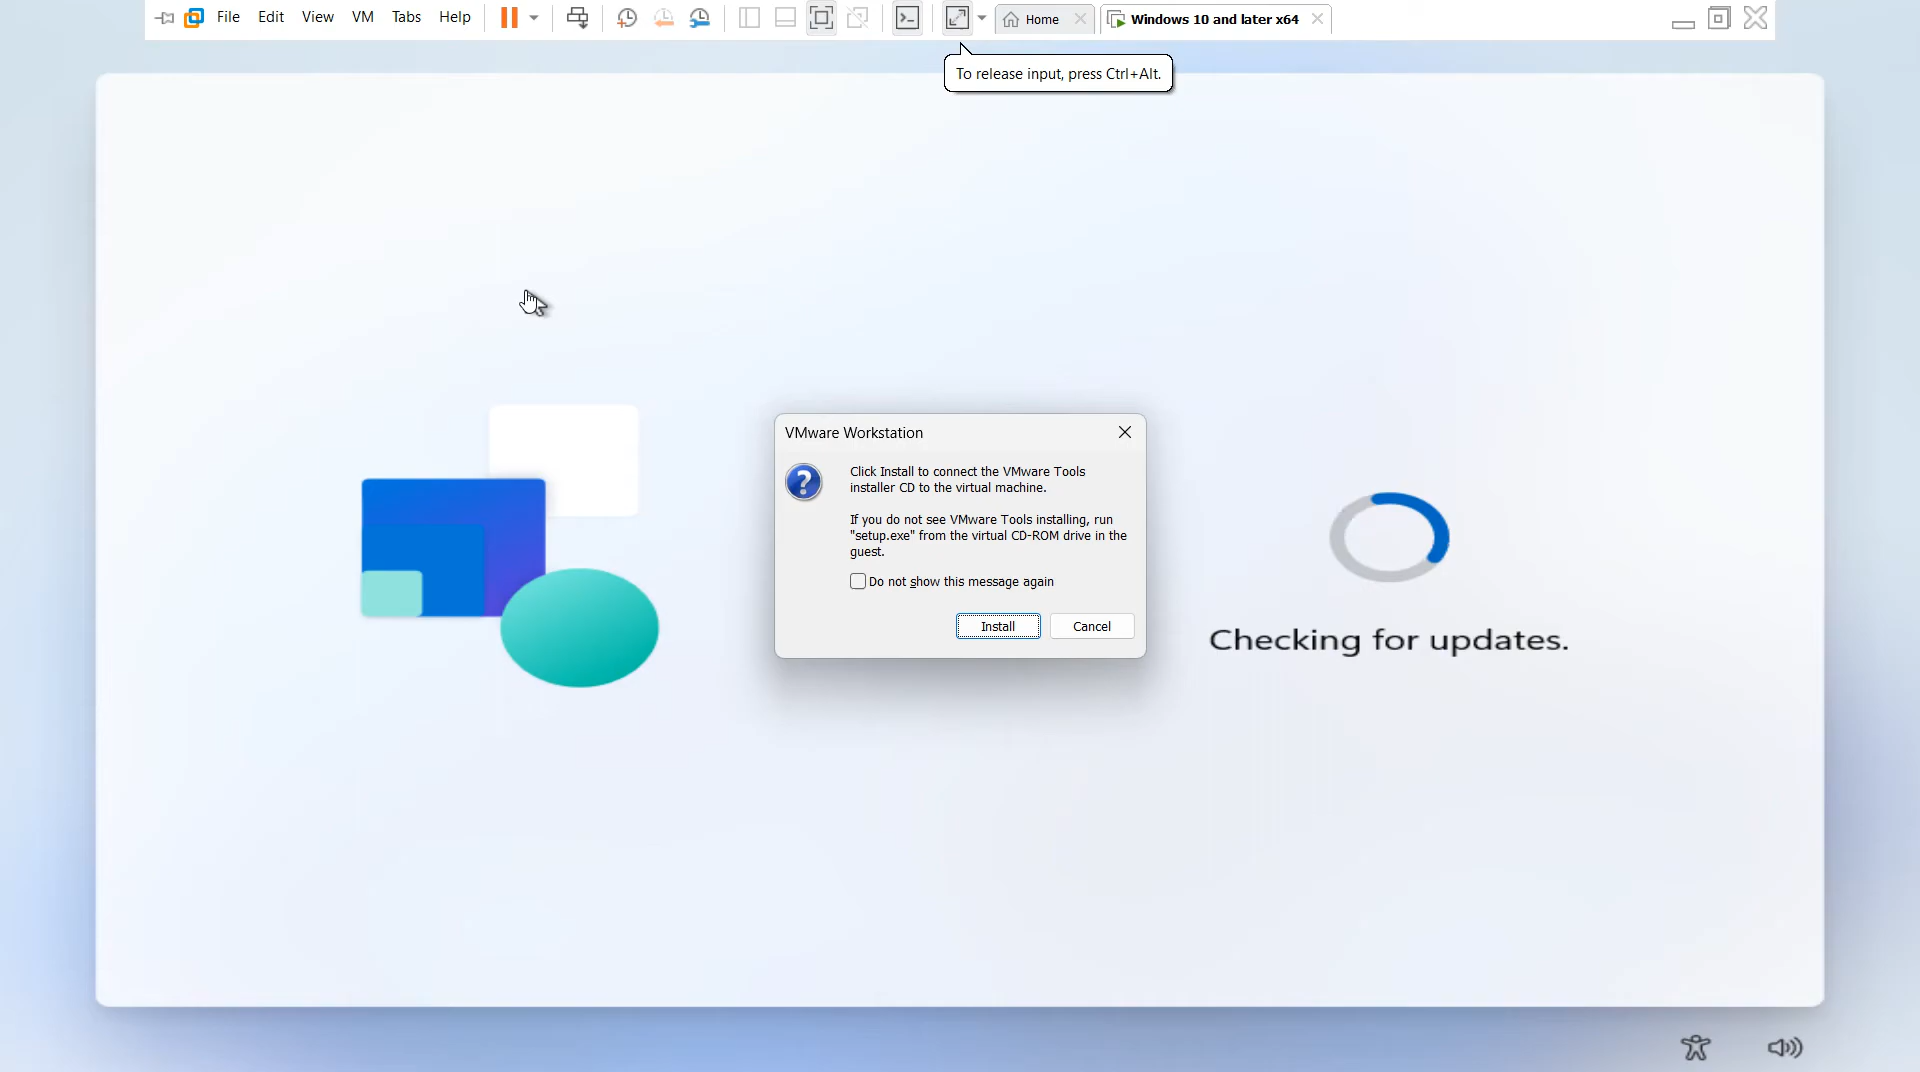 File Edit View VM Tabs Help Home Windows 10 and later x64
To release input, press Ctrl+Alt.
VMware Workstation
Click Install to connect the VMware Tools
installer CD to the virtual machine.
If you do not see VMware Tools installing, run
"setup.exe" from the virtual CD-ROM drive in the
guest.
Do not show this message again
Install Cancel
Checking for updates.